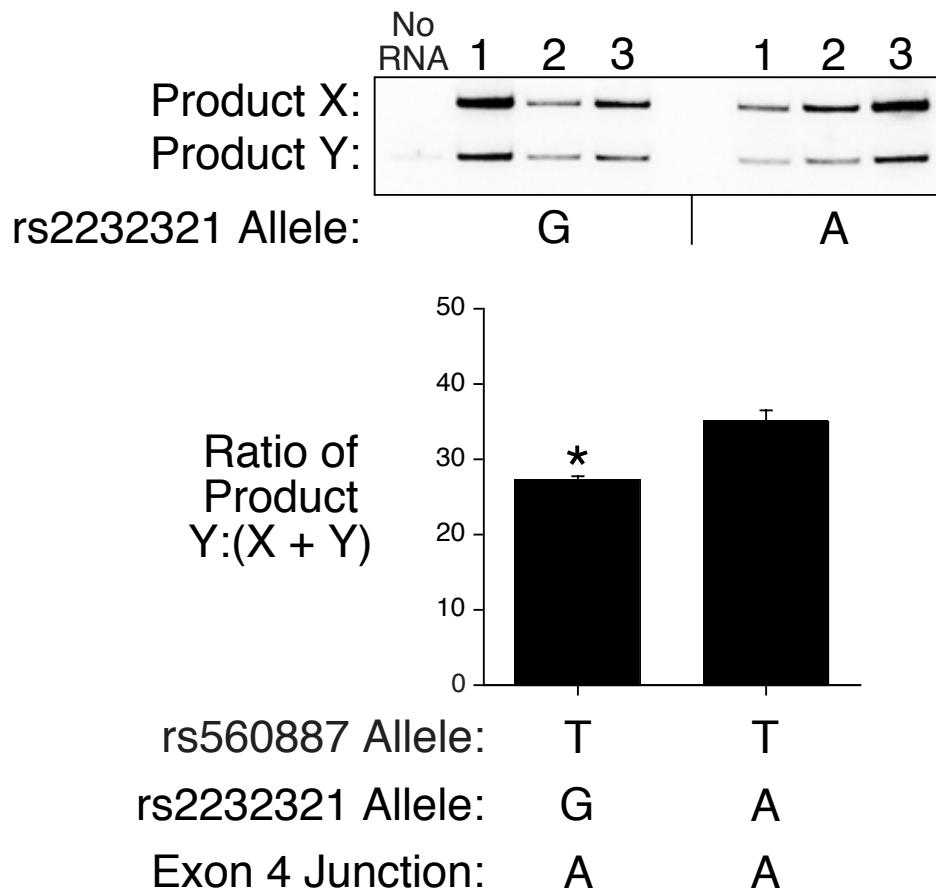 No
RNA 1 2 3 1 2 3
Product X:
Product Y:
rs2232321 Allele: G A
50
40
30
20
10
0
Ratio of
Product
Y:(X + Y)
*
rs560887 Allele: T T
rs2232321 Allele: G A
Exon 4 Junction: A A